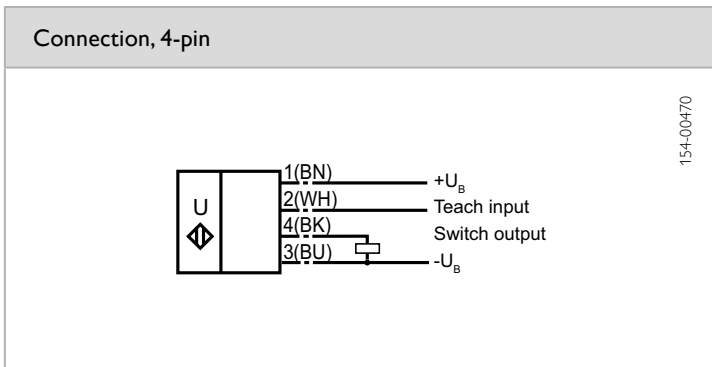 Connection, 4-pin
154-00470
U
1(BN)
+U_B
2(WH)
Teach input
4(BK)
Switch output
3(BU)
-U_B